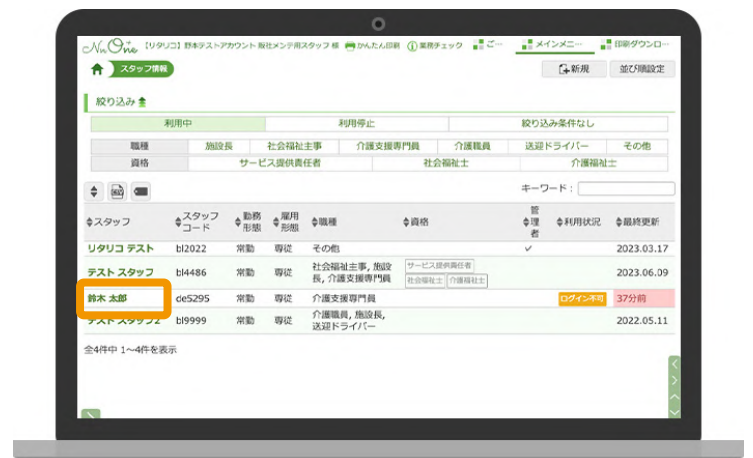 NuOne 【リタリコ】野本テストアカウント 販社メンテ用スタッフ 様 かんたん印刷 業務チェック ご… メインメニ… 印刷ダウンロ…
スタッフ情報 新規 並び順設定
絞り込み
利用中 利用停止 絞り込み条件なし
職種 施設長 社会福祉主事 介護支援専門員 介護職員 送迎ドライバー その他
資格 サービス提供責任者 社会福祉士 介護福祉士
キーワード：
スタッフ スタッフコード 勤務形態 雇用形態 職種 資格 管理者 利用状況 最終更新
リタリコ テスト bl2022 常勤 専従 その他 ✓ 2023.03.17
テスト スタッフ bl4486 常勤 専従 社会福祉主事, 施設長, 介護支援専門員 サービス提供責任者 社会福祉士 介護福祉士 2023.06.09
鈴木 太郎 de5295 常勤 専従 介護支援専門員 ログイン不可 37分前
テスト スタッフ2 bl9999 常勤 専従 介護職員, 施設長, 送迎ドライバー 2022.05.11
全4件中 1〜4件を表示